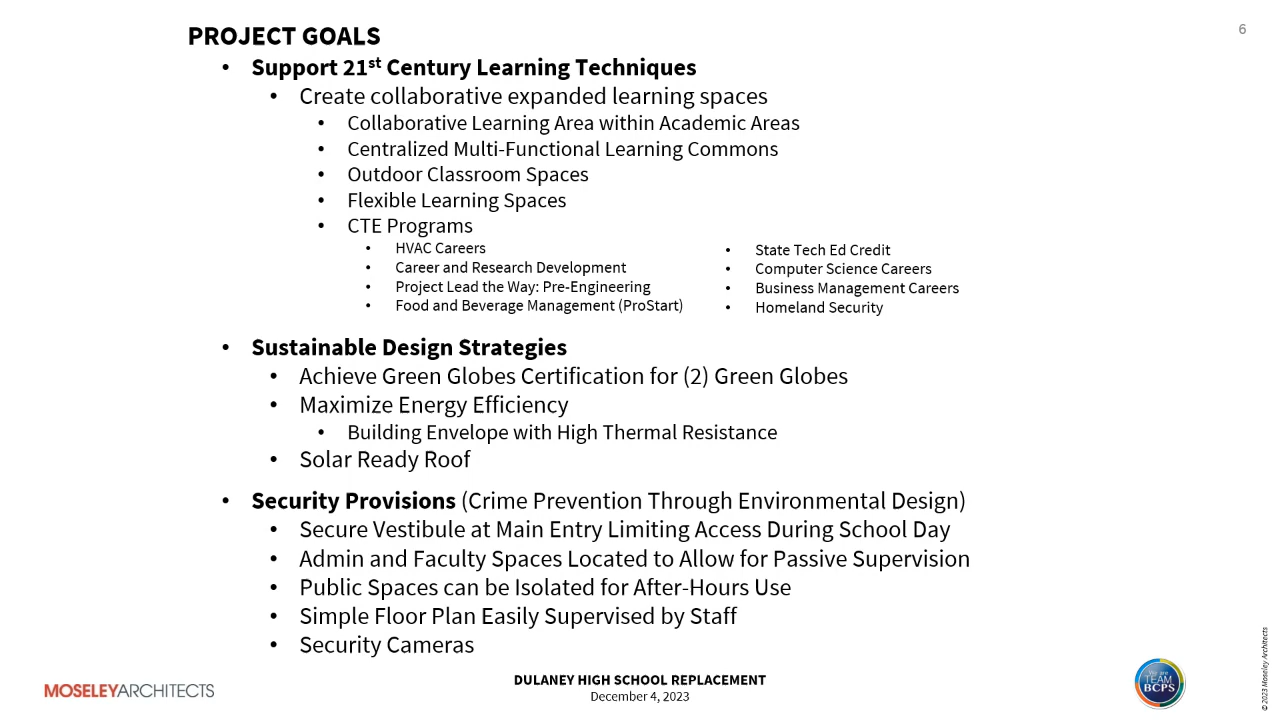 6
PROJECT GOALS
• Support 21st Century Learning Techniques
• Create collaborative expanded learning spaces
• Collaborative Learning Area within Academic Areas
• Centralized Multi-Functional Learning Commons
• Outdoor Classroom Spaces
• Flexible Learning Spaces
• CTE Programs
• HVAC Careers
• Career and Research Development
• Project Lead the Way: Pre-Engineering
• Food and Beverage Management (ProStart)
• State Tech Ed Credit
• Computer Science Careers
• Business Management Careers
• Homeland Security
• Sustainable Design Strategies
• Achieve Green Globes Certification for (2) Green Globes
• Maximize Energy Efficiency
• Building Envelope with High Thermal Resistance
• Solar Ready Roof
• Security Provisions (Crime Prevention Through Environmental Design)
• Secure Vestibule at Main Entry Limiting Access During School Day
• Admin and Faculty Spaces Located to Allow for Passive Supervision
• Public Spaces can be Isolated for After-Hours Use
• Simple Floor Plan Easily Supervised by Staff
• Security Cameras
MOSELEYARCHITECTS
DULANEY HIGH SCHOOL REPLACEMENT
December 4, 2023
We are
TEAM
BCPS
© 2023 Moseley Architects